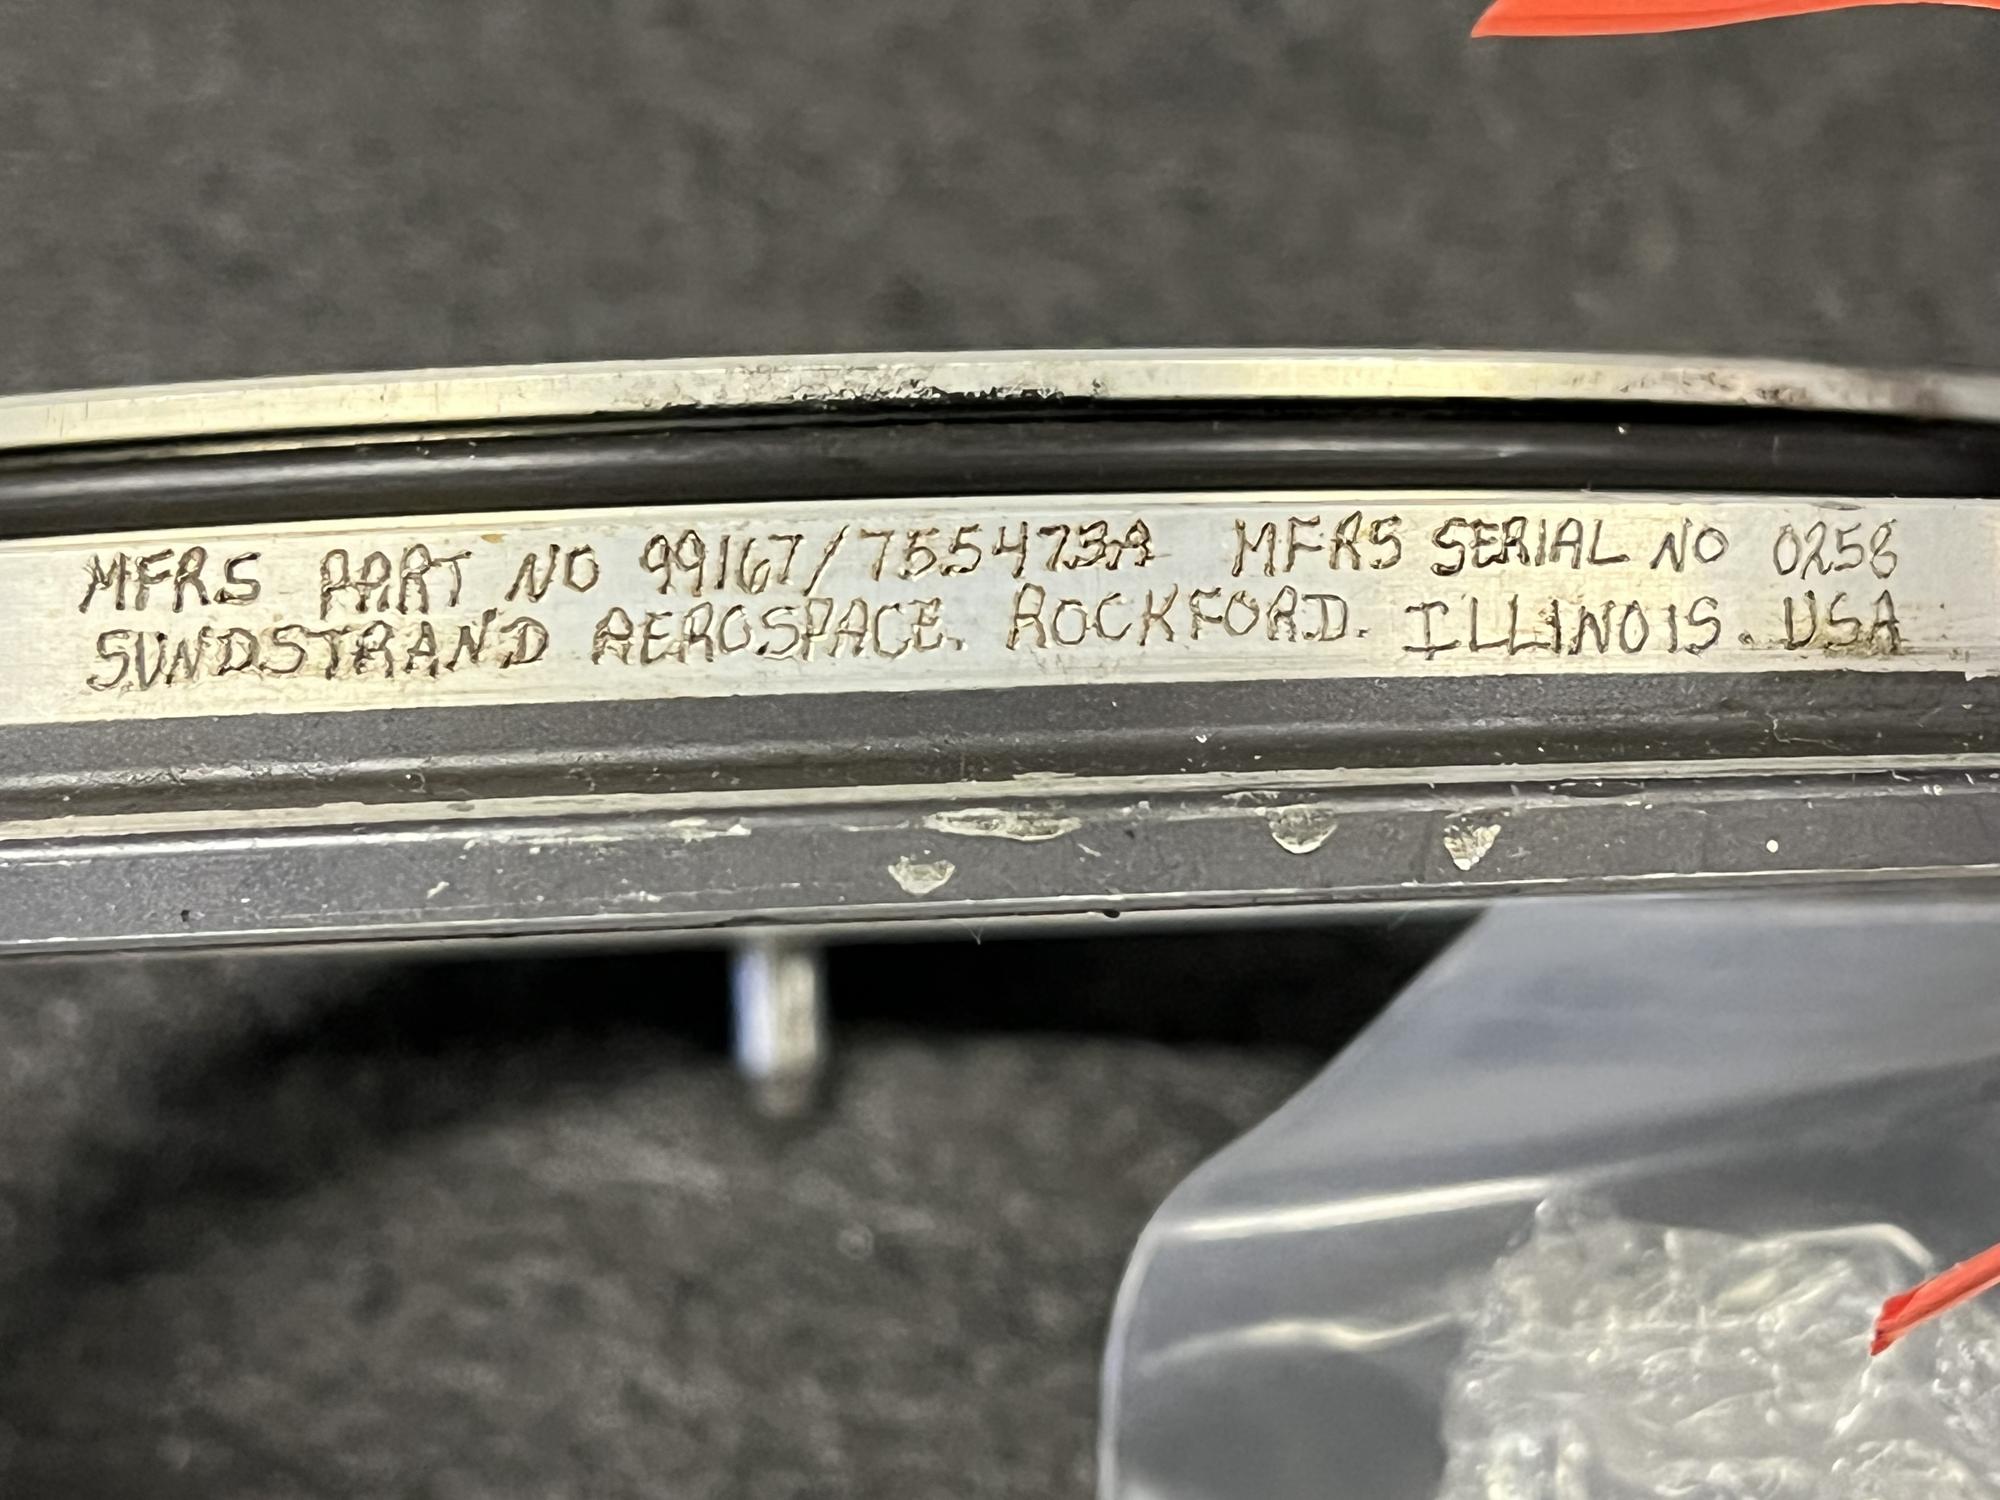 MFRS PART NO 99167/755473A MFRS SERIAL NO 0258
SUNDSTRAND AEROSPACE. ROCKFORD. ILLINOIS. USA